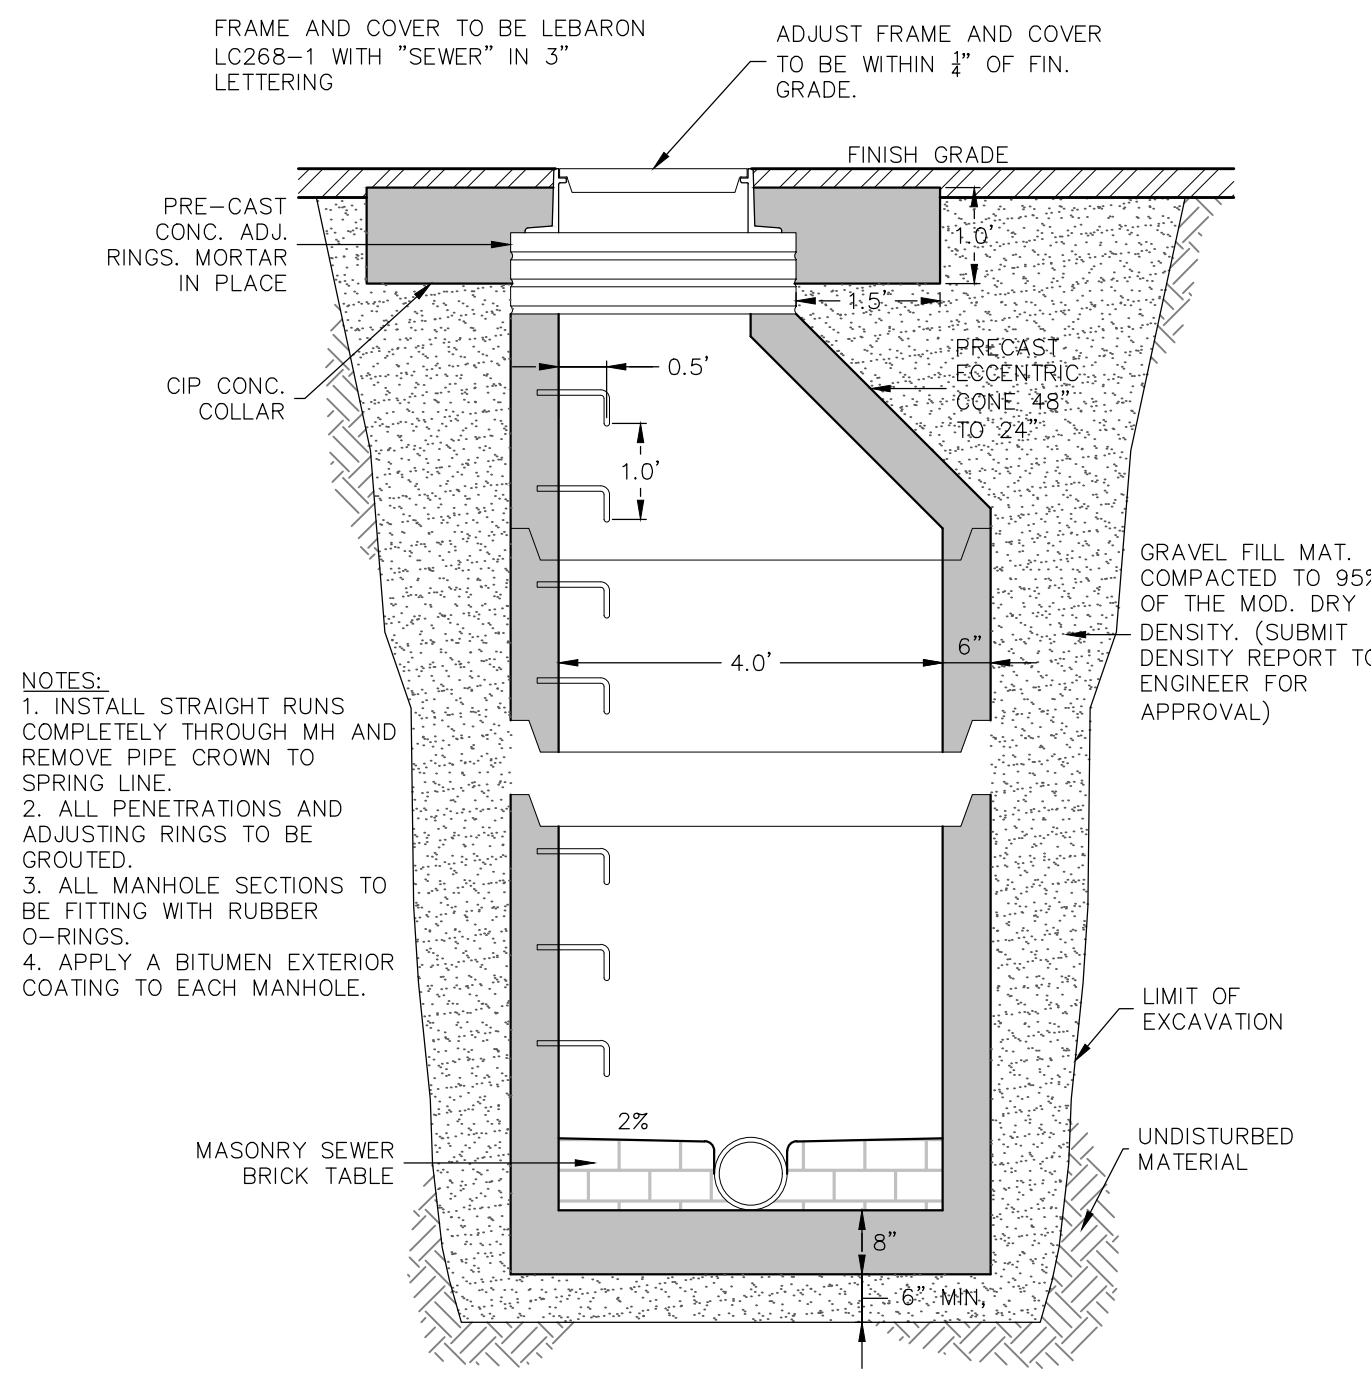 FRAME AND COVER TO BE LEBARON
LC268-1 WITH "SEWER" IN 3"
LETTERING
ADJUST FRAME AND COVER
TO BE WITHIN 1/4" OF FIN.
GRADE.
FINISH GRADE
PRE-CAST
CONC. ADJ.
RINGS. MORTAR
IN PLACE
1.0'
1.5'
CIP CONC.
COLLAR
0.5'
1.0'
PRECAST
ECCENTRIC
CONE 48"
TO 24"
GRAVEL FILL MAT.
COMPACTED TO 95%
OF THE MOD. DRY
DENSITY. (SUBMIT
DENSITY REPORT TO
ENGINEER FOR
APPROVAL)
4.0'
6"
NOTES:
1. INSTALL STRAIGHT RUNS
COMPLETELY THROUGH MH AND
REMOVE PIPE CROWN TO
SPRING LINE.
2. ALL PENETRATIONS AND
ADJUSTING RINGS TO BE
GROUTED.
3. ALL MANHOLE SECTIONS TO
BE FITTING WITH RUBBER
O-RINGS.
4. APPLY A BITUMEN EXTERIOR
COATING TO EACH MANHOLE.
LIMIT OF
EXCAVATION
2%
MASONRY SEWER
BRICK TABLE
UNDISTURBED
MATERIAL
8"
6" MIN,